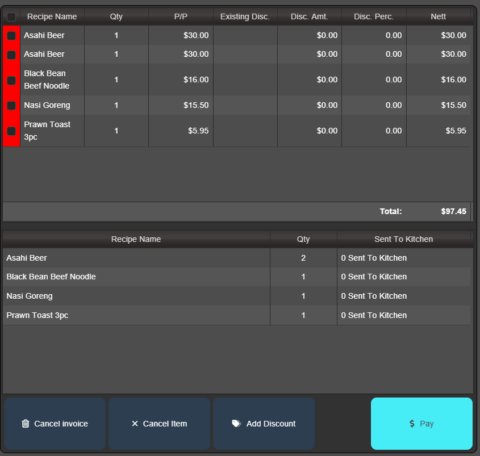 Recipe Name Qty P/P Existing Disc. Disc. Amt. Disc. Perc. Nett
Asahi Beer 1 $30.00 $0.00 0.00 $30.00
Asahi Beer 1 $30.00 $0.00 0.00 $30.00
Black Bean
Beef Noodle 1 $16.00 $0.00 0.00 $16.00
Nasi Goreng 1 $15.50 $0.00 0.00 $15.50
Prawn Toast
3pc 1 $5.95 $0.00 0.00 $5.95
Total: $97.45
Recipe Name Qty Sent To Kitchen
Asahi Beer 2 0 Sent To Kitchen
Black Bean Beef Noodle 1 0 Sent To Kitchen
Nasi Goreng 1 0 Sent To Kitchen
Prawn Toast 3pc 1 0 Sent To Kitchen
Cancel invoice Cancel Item Add Discount $ Pay